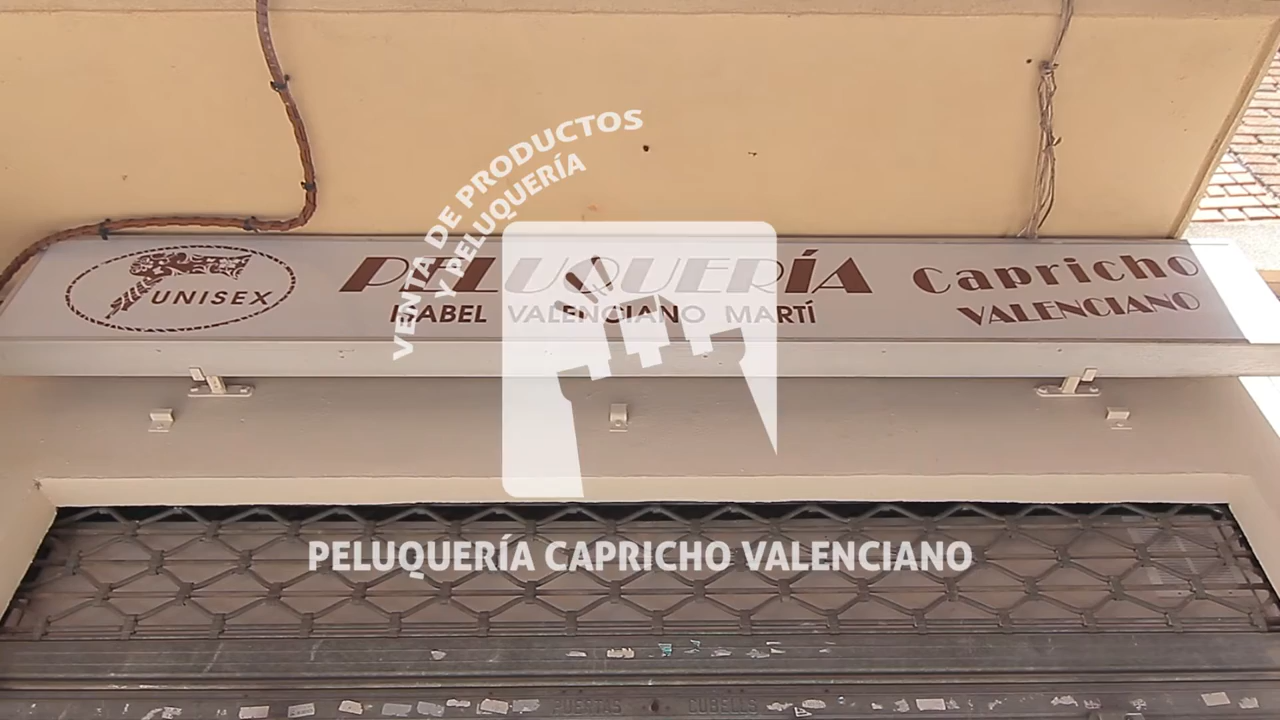 VENTA DE PRODUCTOS
Y PELUQUERÍA
UNISEX
PELUQUERÍA
ISABEL VALENCIANO MARTÍ
Capricho
VALENCIANO
PELUQUERÍA CAPRICHO VALENCIANO
PUERTAS CUBELLS